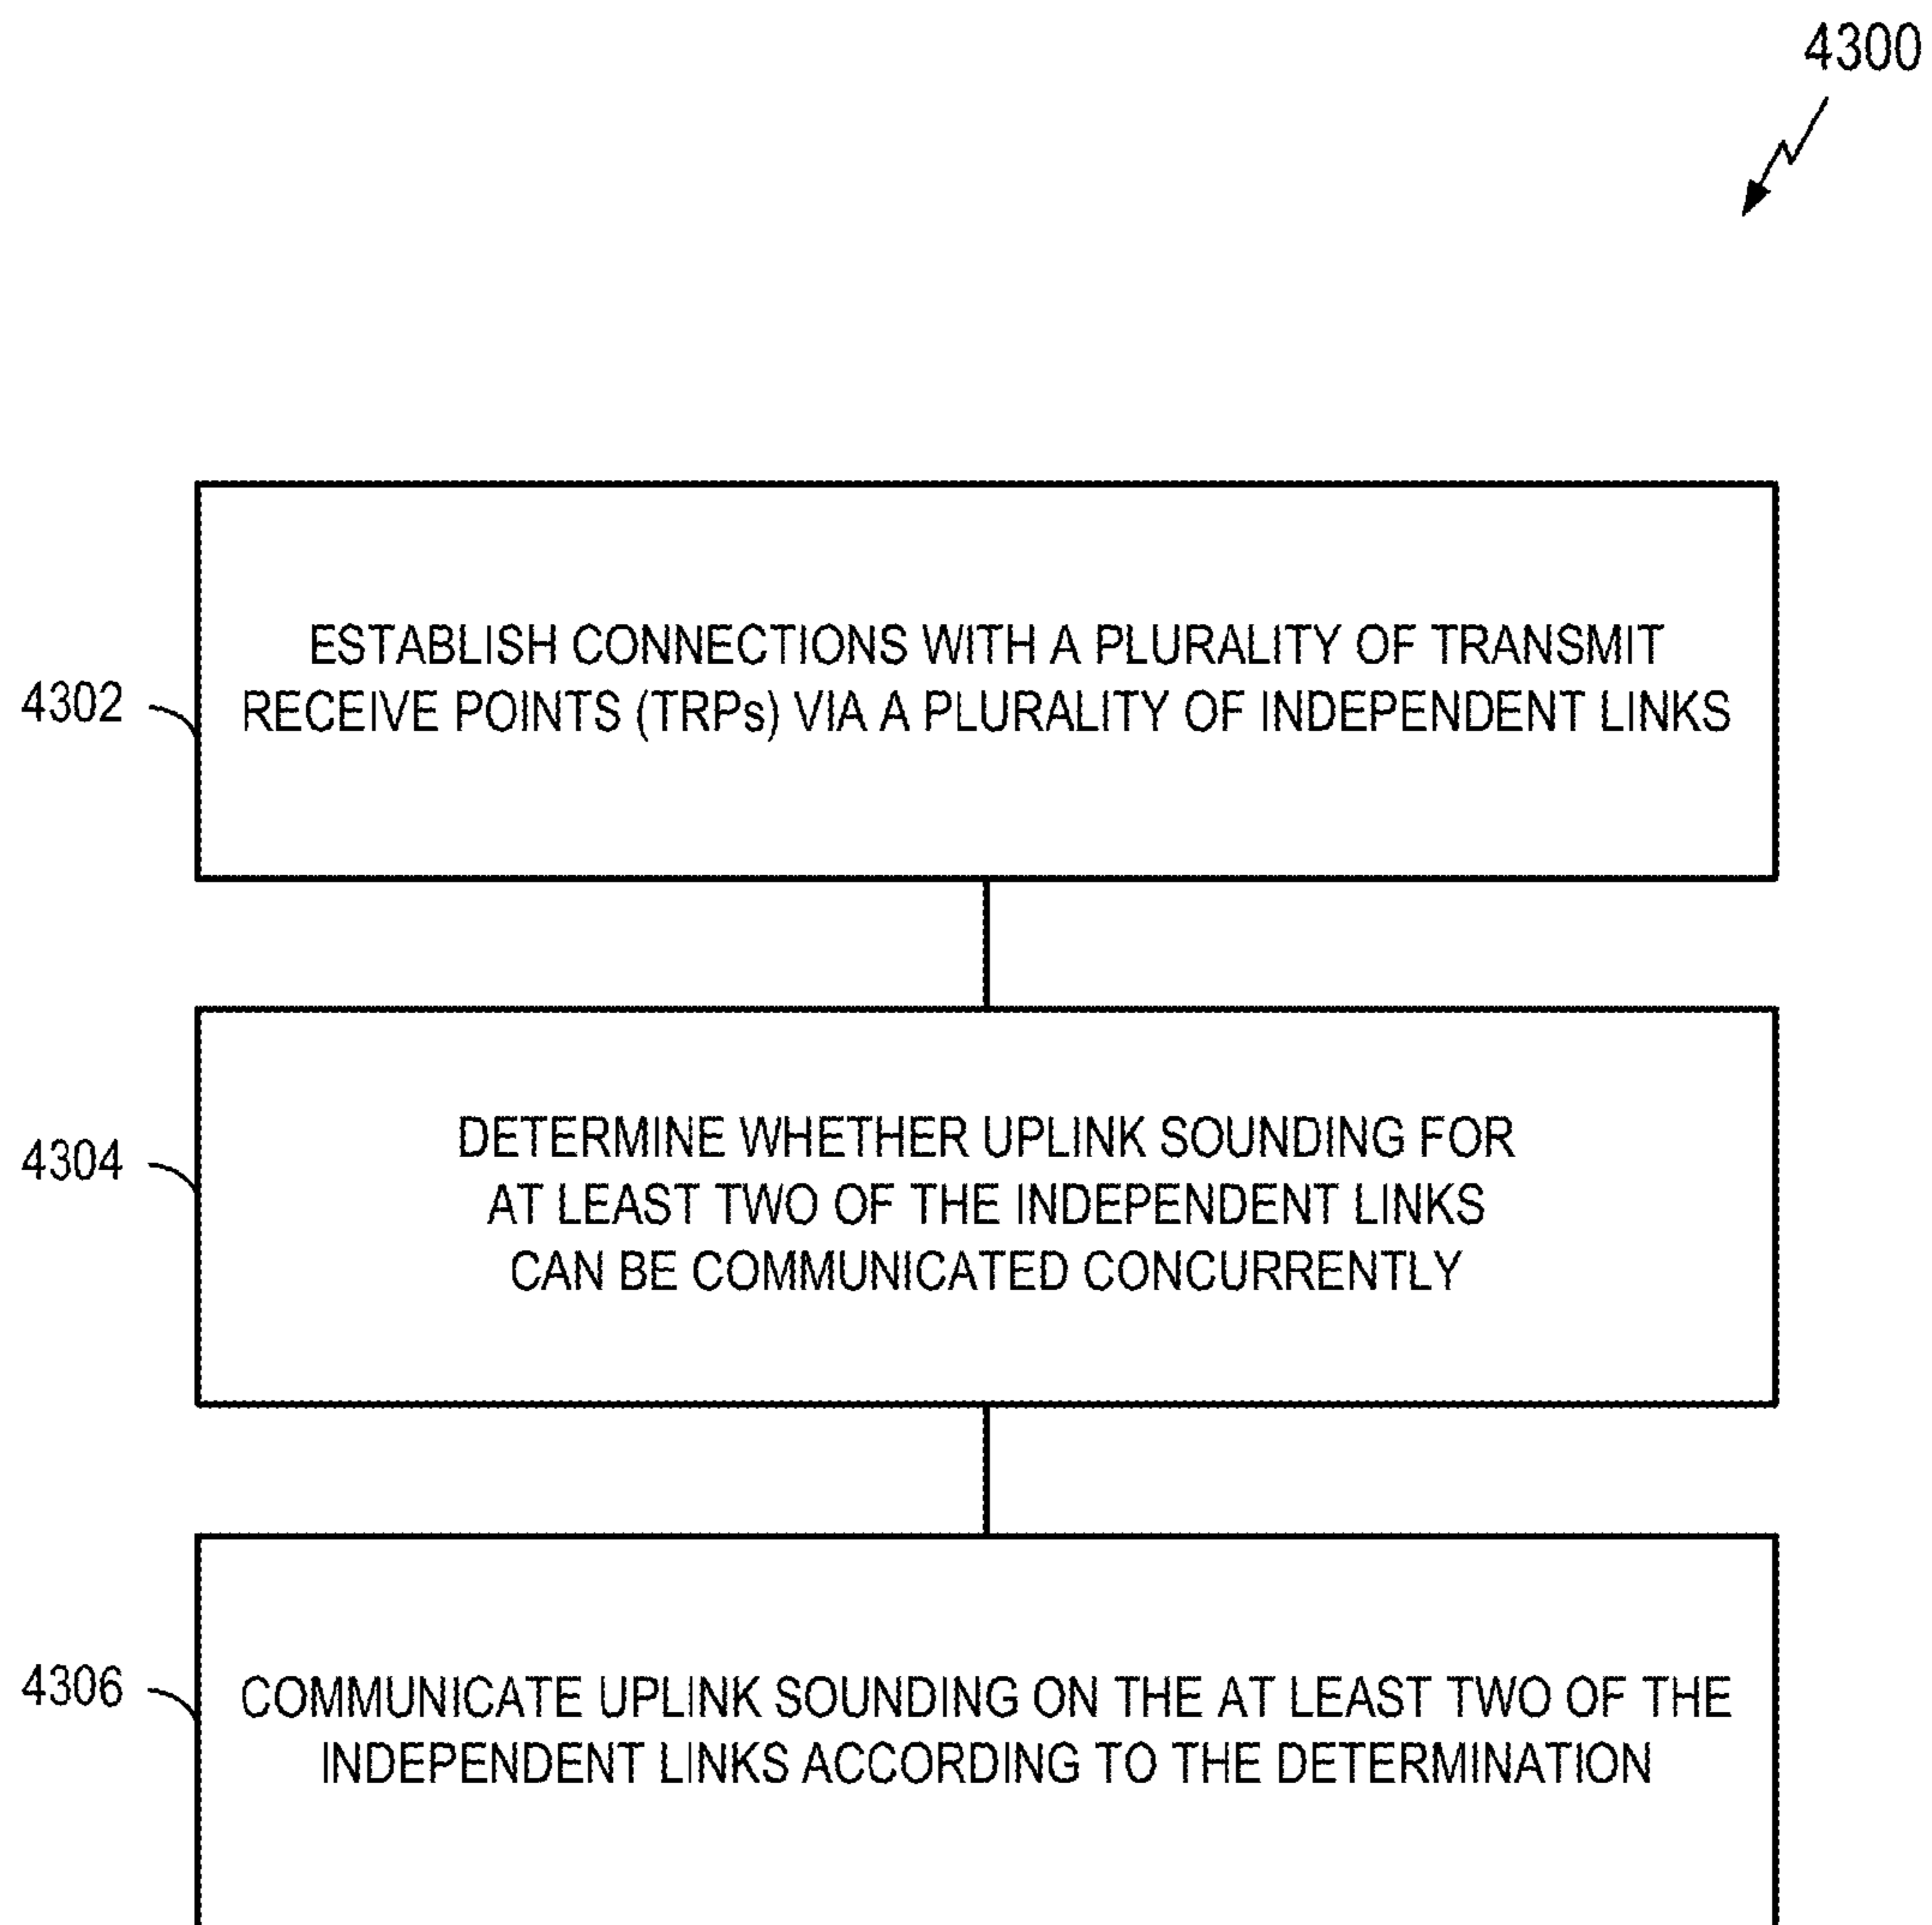 4300
4302
ESTABLISH CONNECTIONS WITH A PLURALITY OF TRANSMIT
RECEIVE POINTS (TRPs) VIA A PLURALITY OF INDEPENDENT LINKS
4304
DETERMINE WHETHER UPLINK SOUNDING FOR
AT LEAST TWO OF THE INDEPENDENT LINKS
CAN BE COMMUNICATED CONCURRENTLY
4306
COMMUNICATE UPLINK SOUNDING ON THE AT LEAST TWO OF THE
INDEPENDENT LINKS ACCORDING TO THE DETERMINATION